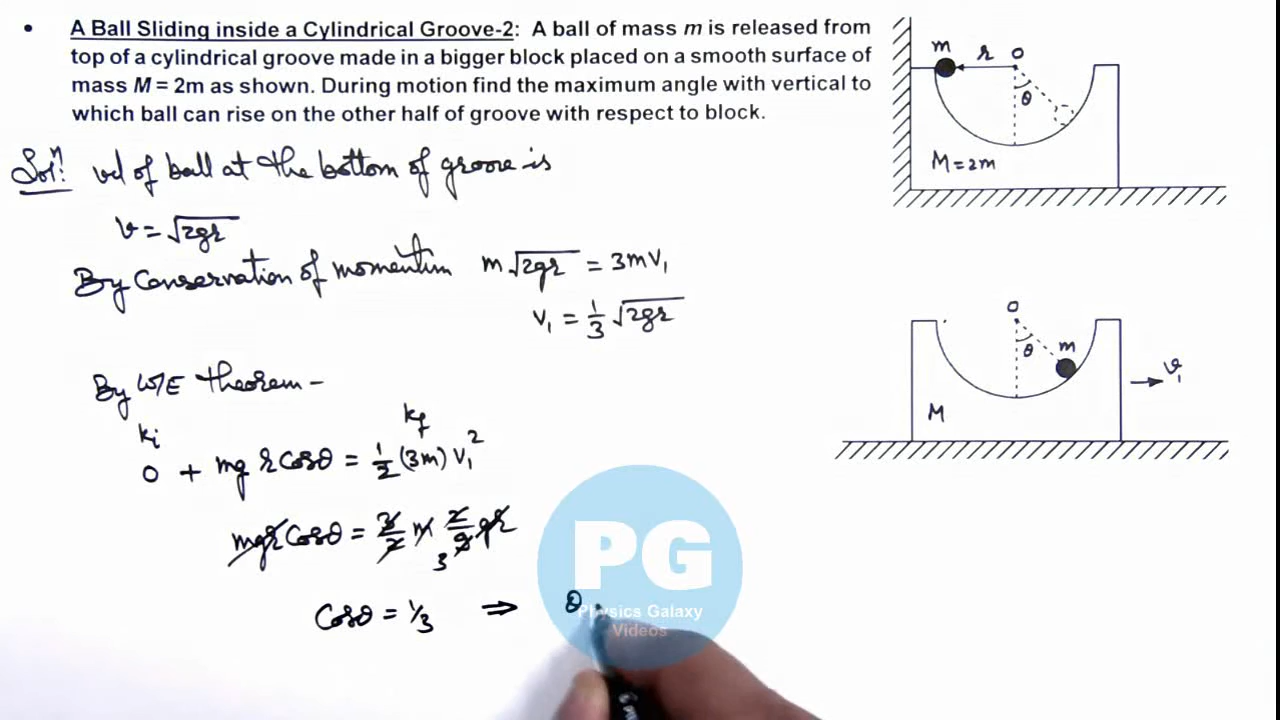 • A Ball Sliding inside a Cylindrical Groove-2: A ball of mass m is released from
top of a cylindrical groove made in a bigger block placed on a smooth surface of
mass M = 2m as shown. During motion find the maximum angle with vertical to
which ball can rise on the other half of groove with respect to block.
m r O
θ
M = 2m
Solⁿ: vel of ball at the bottom of groove is
v = √2gr
By Conservation of momentum m√2gr = 3mv₁
v₁ = 1/3 √2gr
O
θ m
M v₁
By W/E theorem –
kᵢ k_f
0 + mg r cosθ = 1/2 (3m) v₁²
mgr cosθ = 3/2 m 2/9 gr
3
Cosθ = 1/3 ⇒ θ
PG
Physics Galaxy
Videos